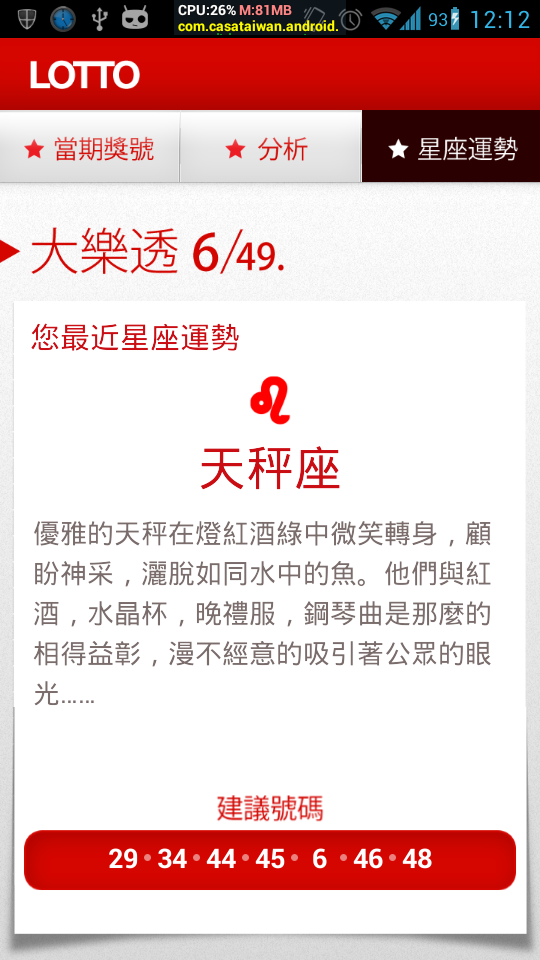 CPU:26% M:81MB
com.casataiwan.android.
93 12:12
LOTTO
當期獎號 分析 星座運勢
大樂透 6/49.
您最近星座運勢
天秤座
優雅的天秤在燈紅酒綠中微笑轉身，顧
盼神采，灑脫如同水中的魚。他們與紅
酒，水晶杯，晚禮服，鋼琴曲是那麼的
相得益彰，漫不經意的吸引著公眾的眼
光……
建議號碼
29 • 34 • 44 • 45 • 6 • 46 • 48